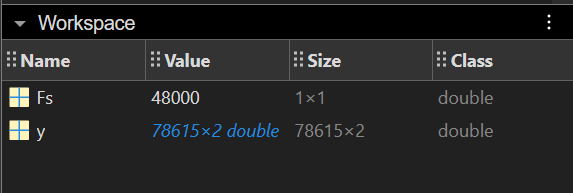 Workspace
Name Value Size Class
Fs 48000 1×1 double
y 78615×2 double 78615×2 double